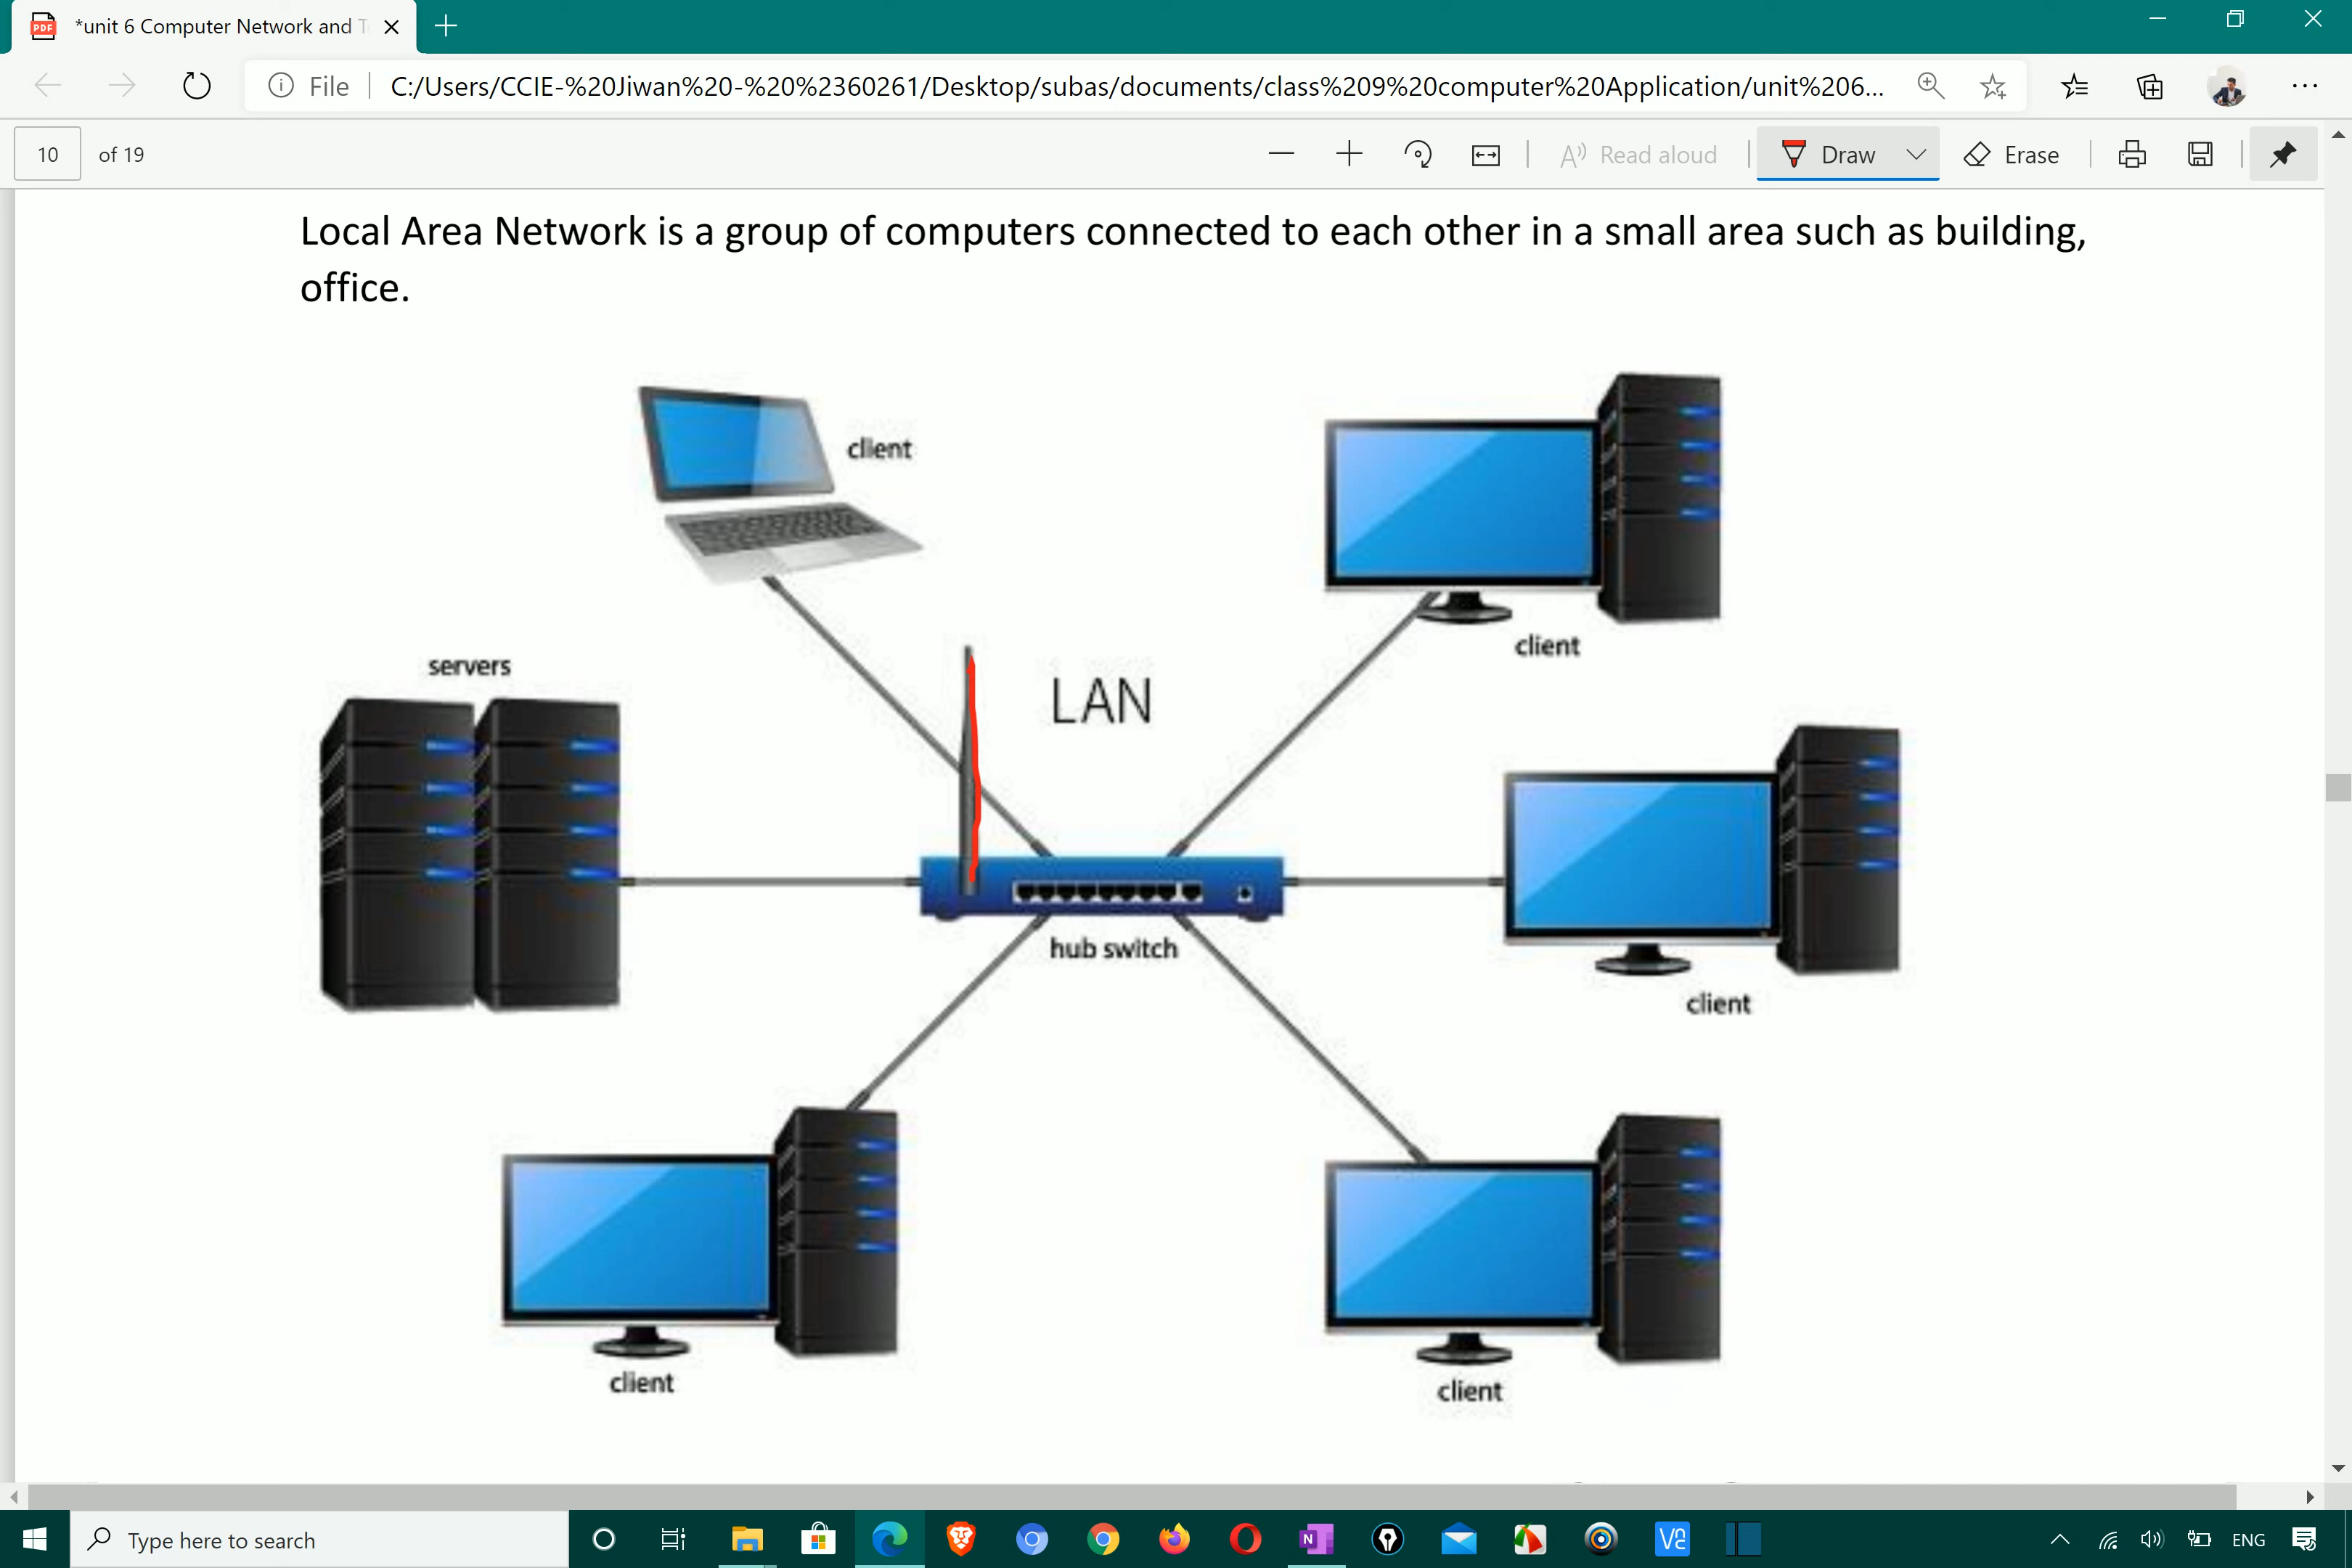 PDF *unit 6 Computer Network and T
File C:/Users/CCIE-%20Jiwan%20-%20%2360261/Desktop/subas/documents/class%209%20computer%20Application/unit%206...
10 of 19 Read aloud Draw Erase
Local Area Network is a group of computers connected to each other in a small area such as building,
office.
client
client
servers
LAN
hub switch
client
client
client
Type here to search
N
ENG